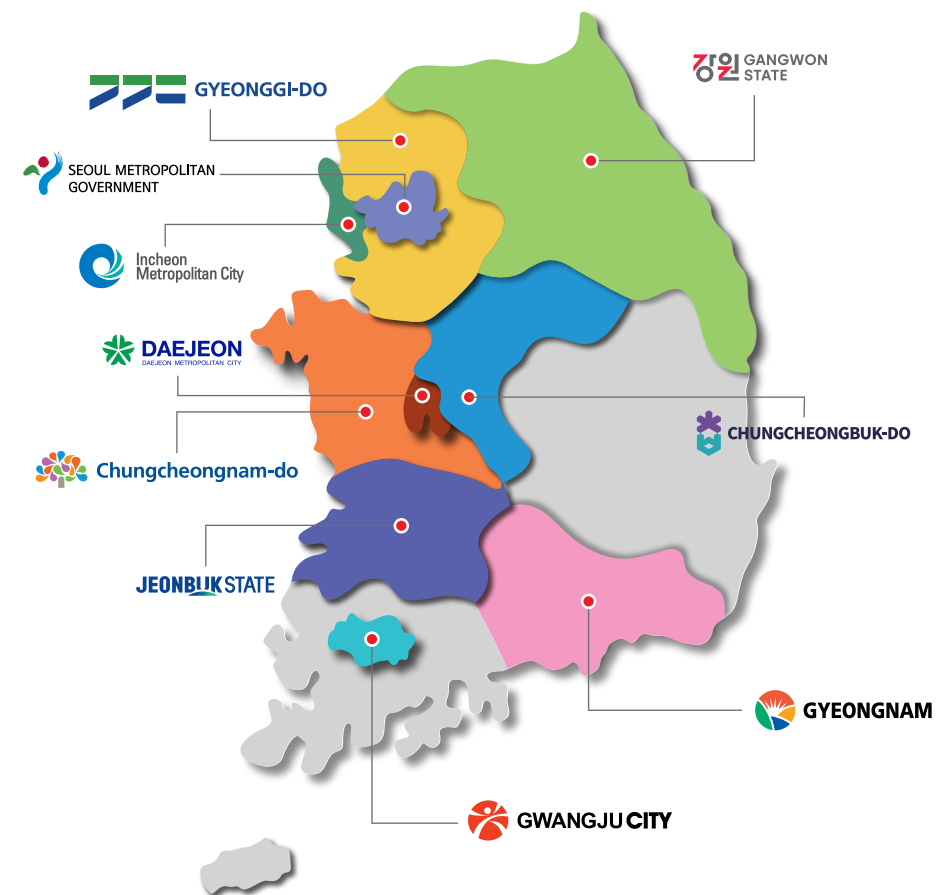 GYEONGGI-DO
강원 GANGWON
STATE
SEOUL METROPOLITAN
GOVERNMENT
Incheon
Metropolitan City
DAEJEON
DAEJEON METROPOLITAN CITY
CHUNGCHEONGBUK-DO
Chungcheongnam-do
JEONBUK STATE
GYEONGNAM
GWANGJU CITY